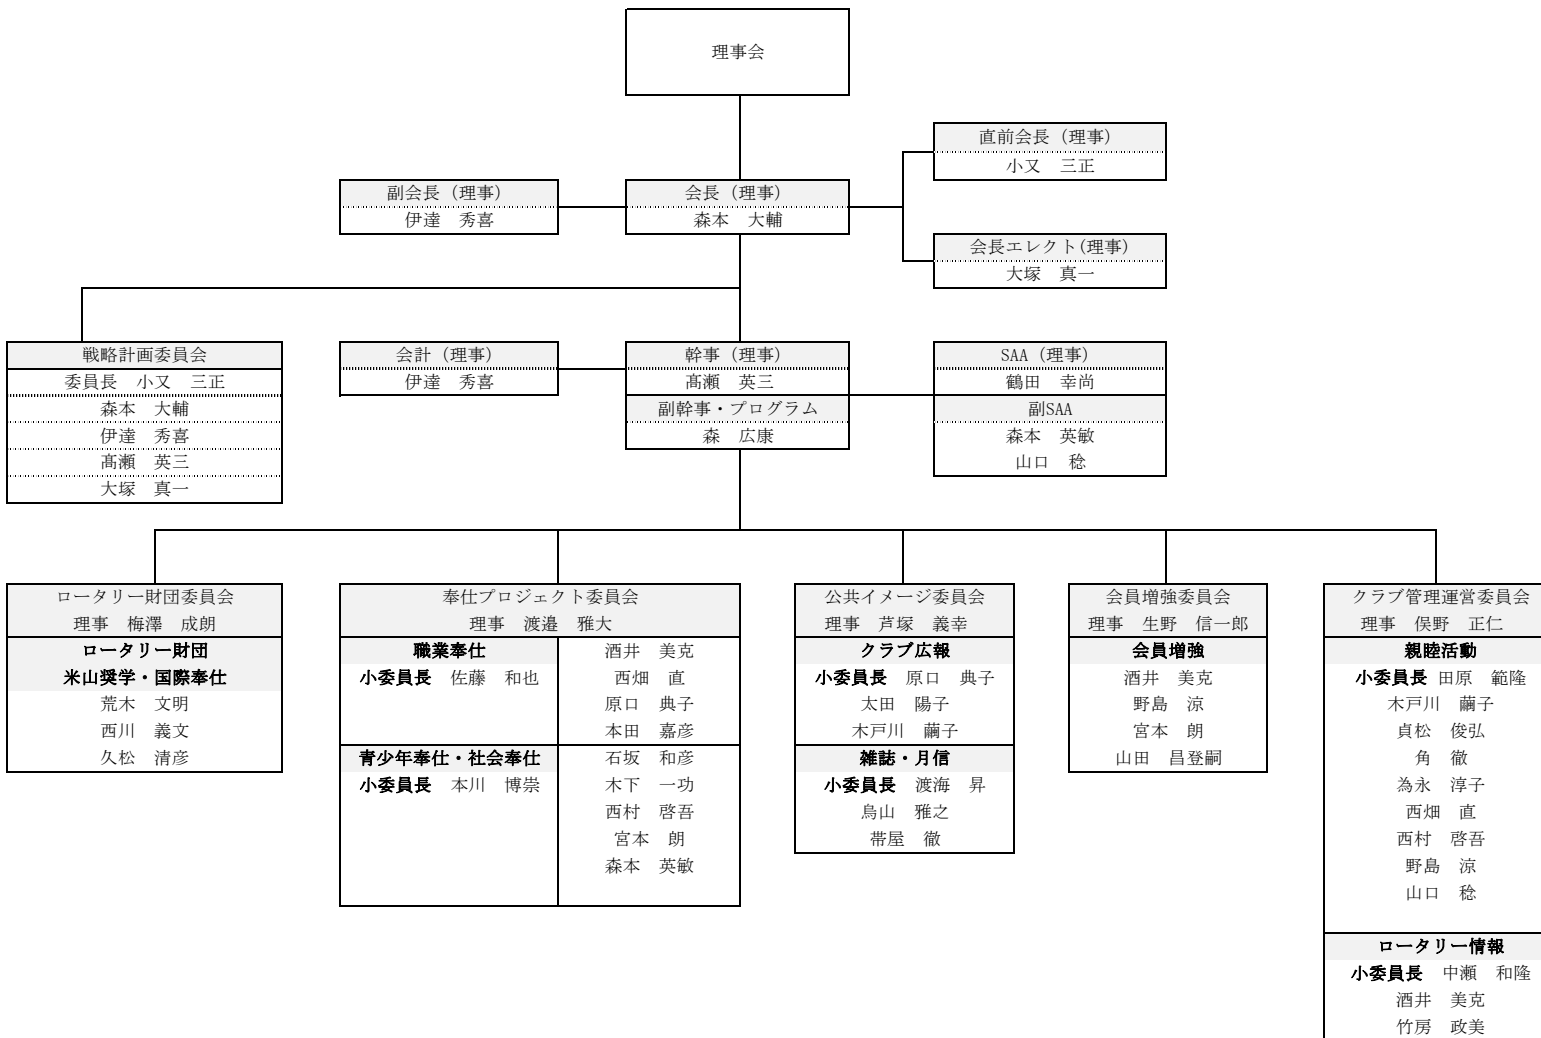 理事会
直前会長（理事）
小又　三正
副会長（理事）
伊達　秀喜
会長（理事）
森本　大輔
会長エレクト(理事)
大塚　真一
戦略計画委員会
委員長　小又　三正
森本　大輔
伊達　秀喜
髙瀬　英三
大塚　真一
会計（理事）
伊達　秀喜
幹事（理事）
髙瀬　英三
副幹事・プログラム
森　広康
SAA（理事）
鶴田　幸尚
副SAA
森本　英敏
山口　稔
ロータリー財団委員会
理事　梅澤　成朗
ロータリー財団
米山奨学・国際奉仕
荒木　文明
西川　義文
久松　清彦
奉仕プロジェクト委員会
理事　渡邉　雅大
職業奉仕
小委員長　佐藤　和也
酒井　美克
西畑　直
原口　典子
本田　嘉彦
青少年奉仕・社会奉仕
小委員長　本川　博崇
石坂　和彦
木下　一功
西村　啓吾
宮本　朗
森本　英敏
公共イメージ委員会
理事　芦塚　義幸
クラブ広報
小委員長　原口　典子
太田　陽子
木戸川　繭子
雑誌・月信
小委員長　渡海　昇
鳥山　雅之
帯屋　徹
会員増強委員会
理事　生野　信一郎
会員増強
酒井　美克
野島　涼
宮本　朗
山田　昌登嗣
クラブ管理運営委員会
理事　俣野　正仁
親睦活動
小委員長 田原　範隆
木戸川　繭子
貞松　俊弘
角　徹
為永　淳子
西畑　直
西村　啓吾
野島　涼
山口　稔
ロータリー情報
小委員長　中瀬　和隆
酒井　美克
竹房　政美